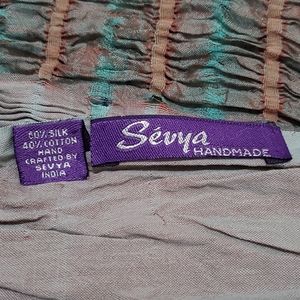 60% SILK
40% COTTON
HAND
CRAFTED BY
SEVYA
INDIA
Sévya
HANDMADE